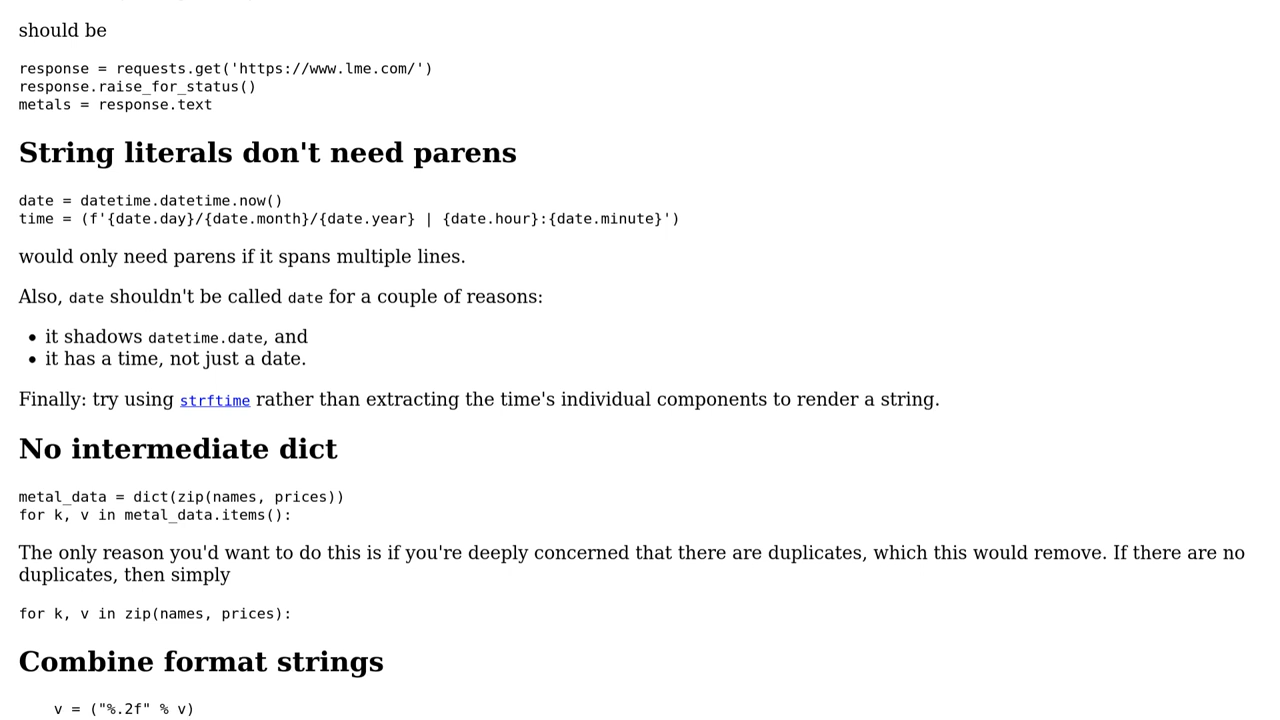 should be
response = requests.get('https://www.lme.com/')
response.raise_for_status()
metals = response.text
String literals don't need parens
date = datetime.datetime.now()
time = (f'{date.day}/{date.month}/{date.year} | {date.hour}:{date.minute}')
would only need parens if it spans multiple lines.
Also, date shouldn't be called date for a couple of reasons:
• it shadows datetime.date, and
• it has a time, not just a date.
Finally: try using strftime rather than extracting the time's individual components to render a string.
No intermediate dict
metal_data = dict(zip(names, prices))
for k, v in metal_data.items():
The only reason you'd want to do this is if you're deeply concerned that there are duplicates, which this would remove. If there are no
duplicates, then simply
for k, v in zip(names, prices):
Combine format strings
    v = ("%.2f" % v)